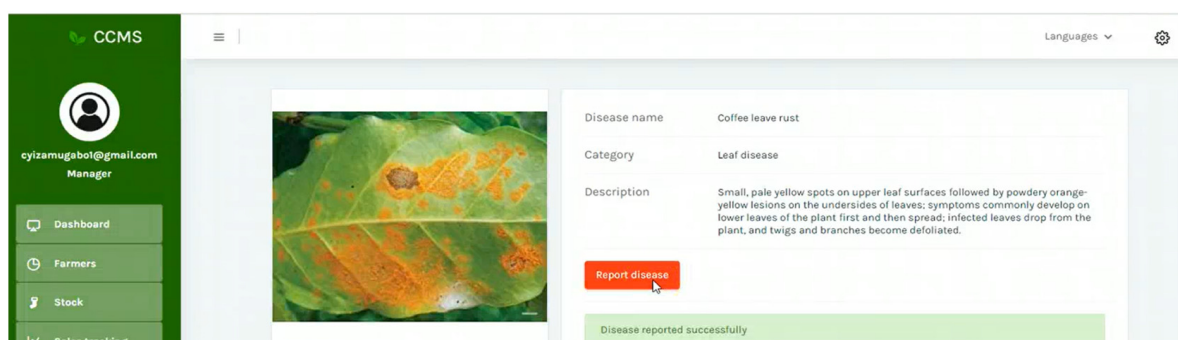 CCMS
Languages
cyizamugabo1@gmail.com
Manager
Dashboard
Farmers
Stock
Disease name Coffee leave rust
Category Leaf disease
Description Small, pale yellow spots on upper leaf surfaces followed by powdery orange-
yellow lesions on the undersides of leaves; symptoms commonly develop on
lower leaves of the plant first and then spread; infected leaves drop from the
plant, and twigs and branches become defoliated.
Report disease
Disease reported successfully